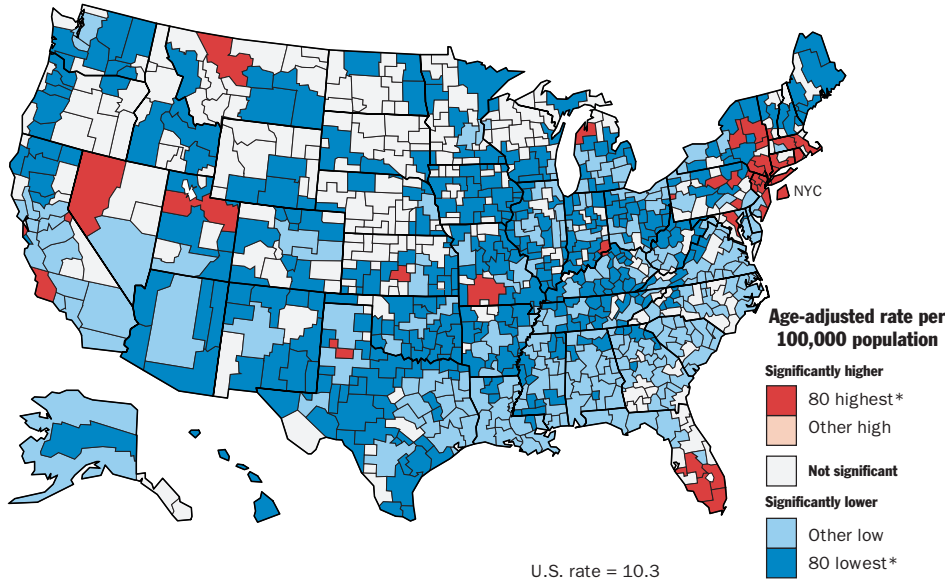 NYC
Age-adjusted rate per
100,000 population
Significantly higher
80 highest*
Other high
Not significant
Significantly lower
Other low
80 lowest*
U.S. rate = 10.3